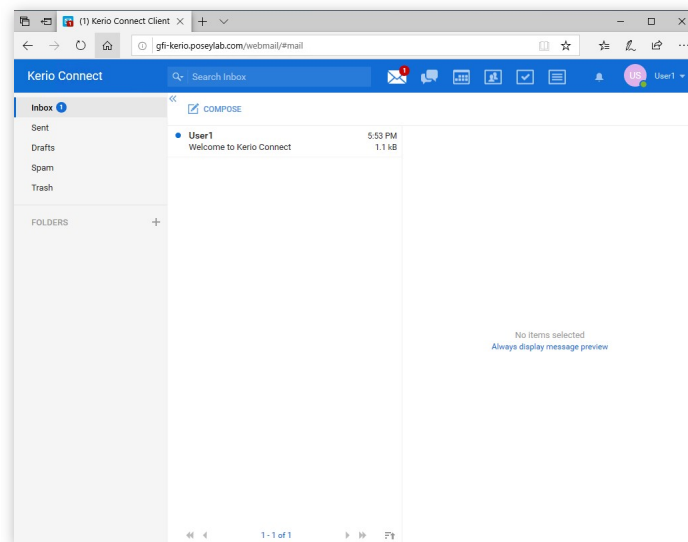 (1) Kerio Connect Client
gfi-kerio.poseylab.com/webmail/#mail
Kerio Connect
Search Inbox
1
US
User1
Inbox 1
Sent
Drafts
Spam
Trash
FOLDERS
COMPOSE
User1 5:53 PM
Welcome to Kerio Connect 1.1 kB
No items selected
Always display message preview
1 - 1 of 1